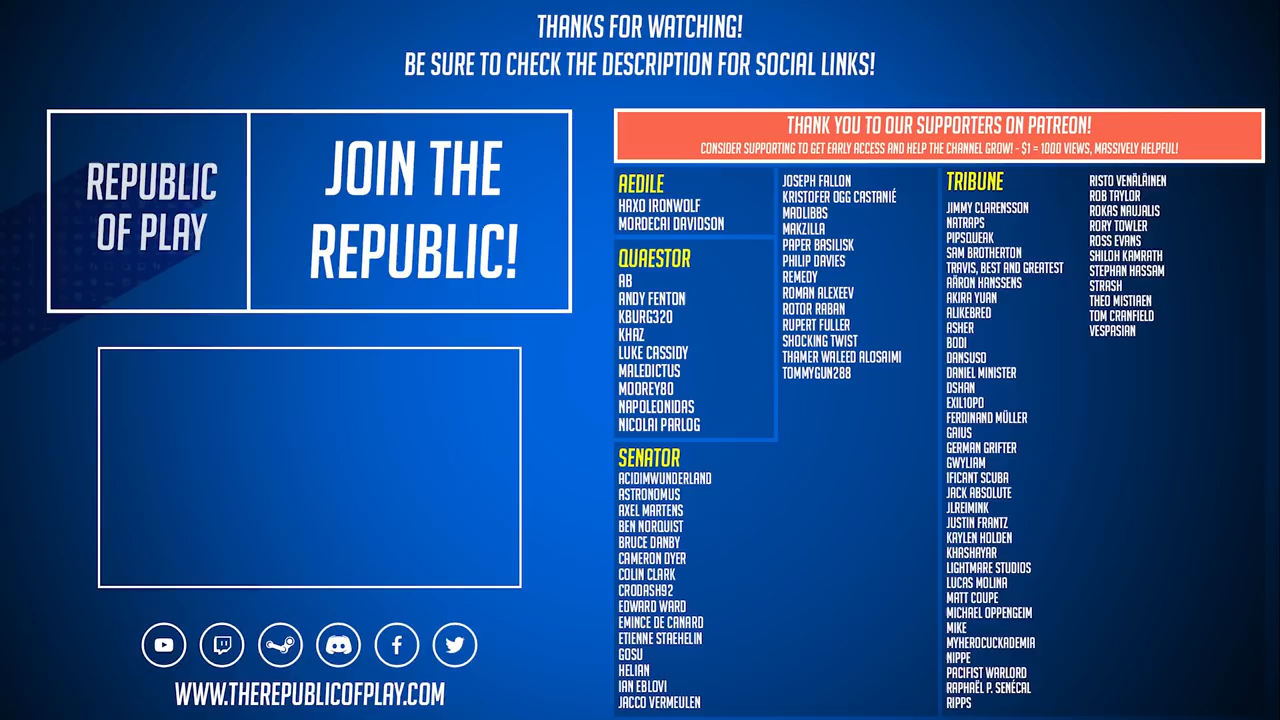 THANKS FOR WATCHING!
BE SURE TO CHECK THE DESCRIPTION FOR SOCIAL LINKS!
REPUBLIC
OF PLAY
JOIN THE
REPUBLIC!
WWW.THEREPUBLICOFPLAY.COM
THANK YOU TO OUR SUPPORTERS ON PATREON!
CONSIDER SUPPORTING TO GET EARLY ACCESS AND HELP THE CHANNEL GROW! - $1 = 1000 VIEWS, MASSIVELY HELPFUL!
AEDILE
HAXO IRONWOLF
MORDECAI DAVIDSON
QUAESTOR
AB
ANDY FENTON
KBURG320
KHAZ
LUKE CASSIDY
MALEDICTUS
MOOREY80
NAPOLEONIDAS
NICOLAI PARLOG
SENATOR
ACIDIMWUNDERLAND
ASTRONOMUS
AXEL MARTENS
BEN NORQUIST
BRUCE DANBY
CAMERON DYER
COLIN CLARK
CRODASH92
EDWARD WARD
EMINCE DE CANARD
ETIENNE STAEHELIN
GOSU
HELIAN
IAN EBLOVI
JACCO VERMEULEN
JOSEPH FALLON
KRISTOFER OGG CASTANIÉ
MADLIBBS
MAKZILLA
PAPER BASILISK
PHILIP DAVIES
REMEDY
ROMAN ALEXEEV
ROTOR RABAN
RUPERT FULLER
SHOCKING TWIST
THAMER WALEED ALOSAIMI
TOMMYGUN288
TRIBUNE
JIMMY CLARENSSON
NATRAPS
PIPSQUEAK
SAM BROTHERTON
TRAVIS, BEST AND GREATEST
AÄRON HANSSENS
AKIRA YUAN
ALIKEBRED
ASHER
BODI
DANSUSO
DANIEL MINISTER
DSHAN
EXIL10PO
FERDINAND MÜLLER
GAIUS
GERMAN GRIFTER
GWYLIAM
IFICANT SCUBA
JACK ABSOLUTE
JLREIMINK
JUSTIN FRANTZ
KAYLEN HOLDEN
KHASHAYAR
LIGHTMARE STUDIOS
LUCAS MOLINA
MATT COUPE
MICHAEL OPPENGEIM
MIKE
MYHEROCUCKADEMIA
NIPPE
PACIFIST WARLORD
RAPHAËL P. SENÉCAL
RIPPS
RISTO VENÄLÄINEN
ROB TAYLOR
ROKAS NAUJALIS
RORY TOWLER
ROSS EVANS
SHILOH KAMRATH
STEPHAN HASSAM
STRASH
THEO MISTIAEN
TOM CRANFIELD
VESPASIAN